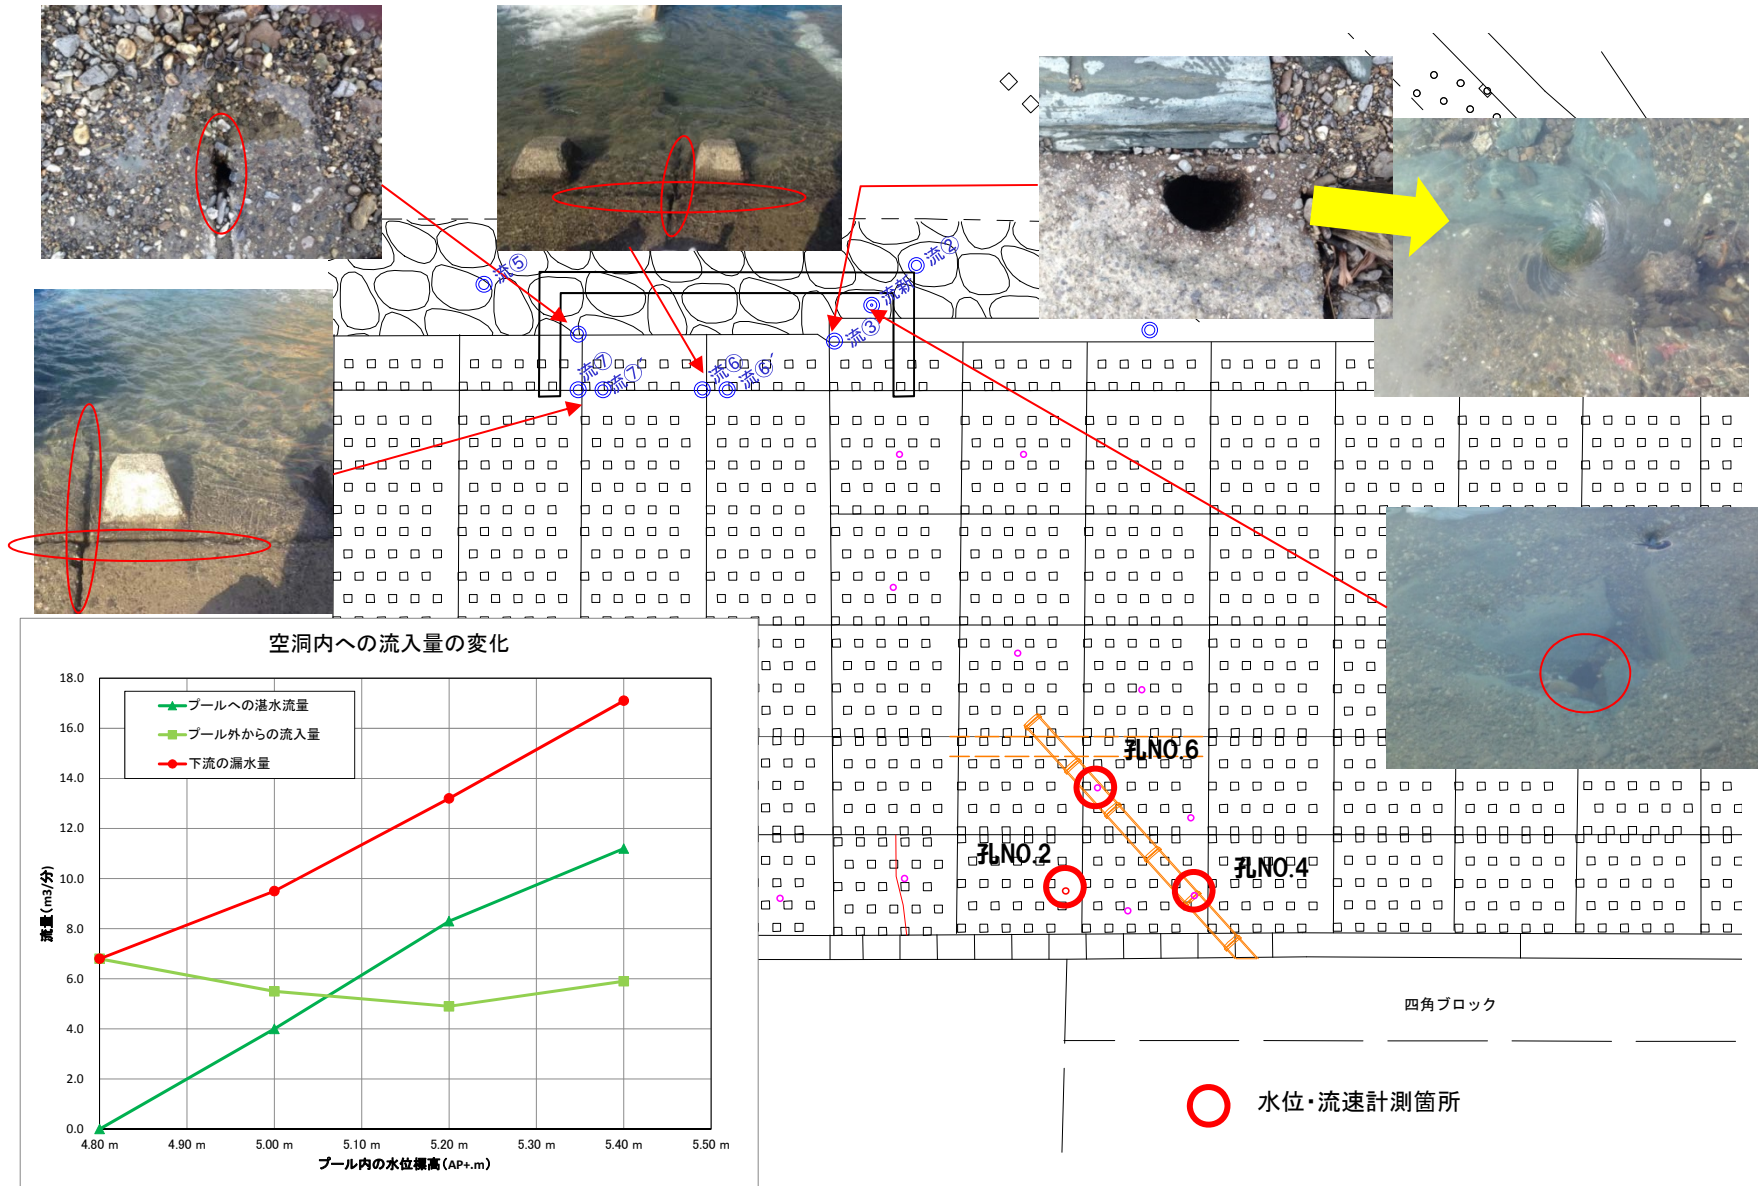 流⑤
流②
流新
流③
流⑦
流⑦´
流⑥
流⑥´
空洞内への流入量の変化
18.0
16.0
14.0
12.0
10.0
8.0
6.0
4.0
2.0
0.0
プールへの湛水流量
プール外からの流入量
下流の漏水量
流量(m3/分)
4.80 m 4.90 m 5.00 m 5.10 m 5.20 m 5.30 m 5.40 m 5.50 m
プール内の水位標高(AP+.m)
孔NO.6
孔NO.2
孔NO.4
四角ブロック
水位・流速計測箇所